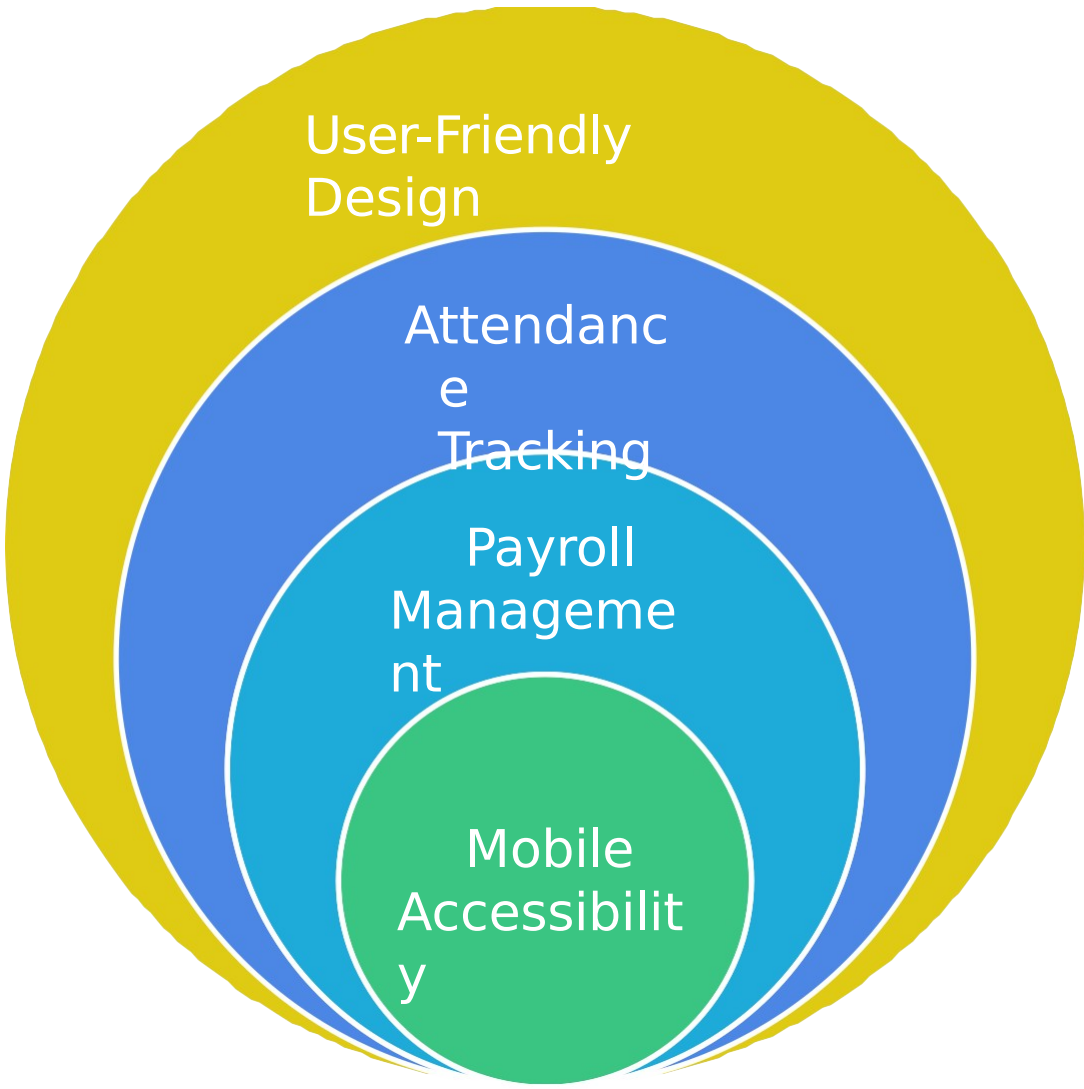 User-Friendly
Design
Attendanc
e
Tracking
Payroll
Manageme
nt
Mobile
Accessibilit
y